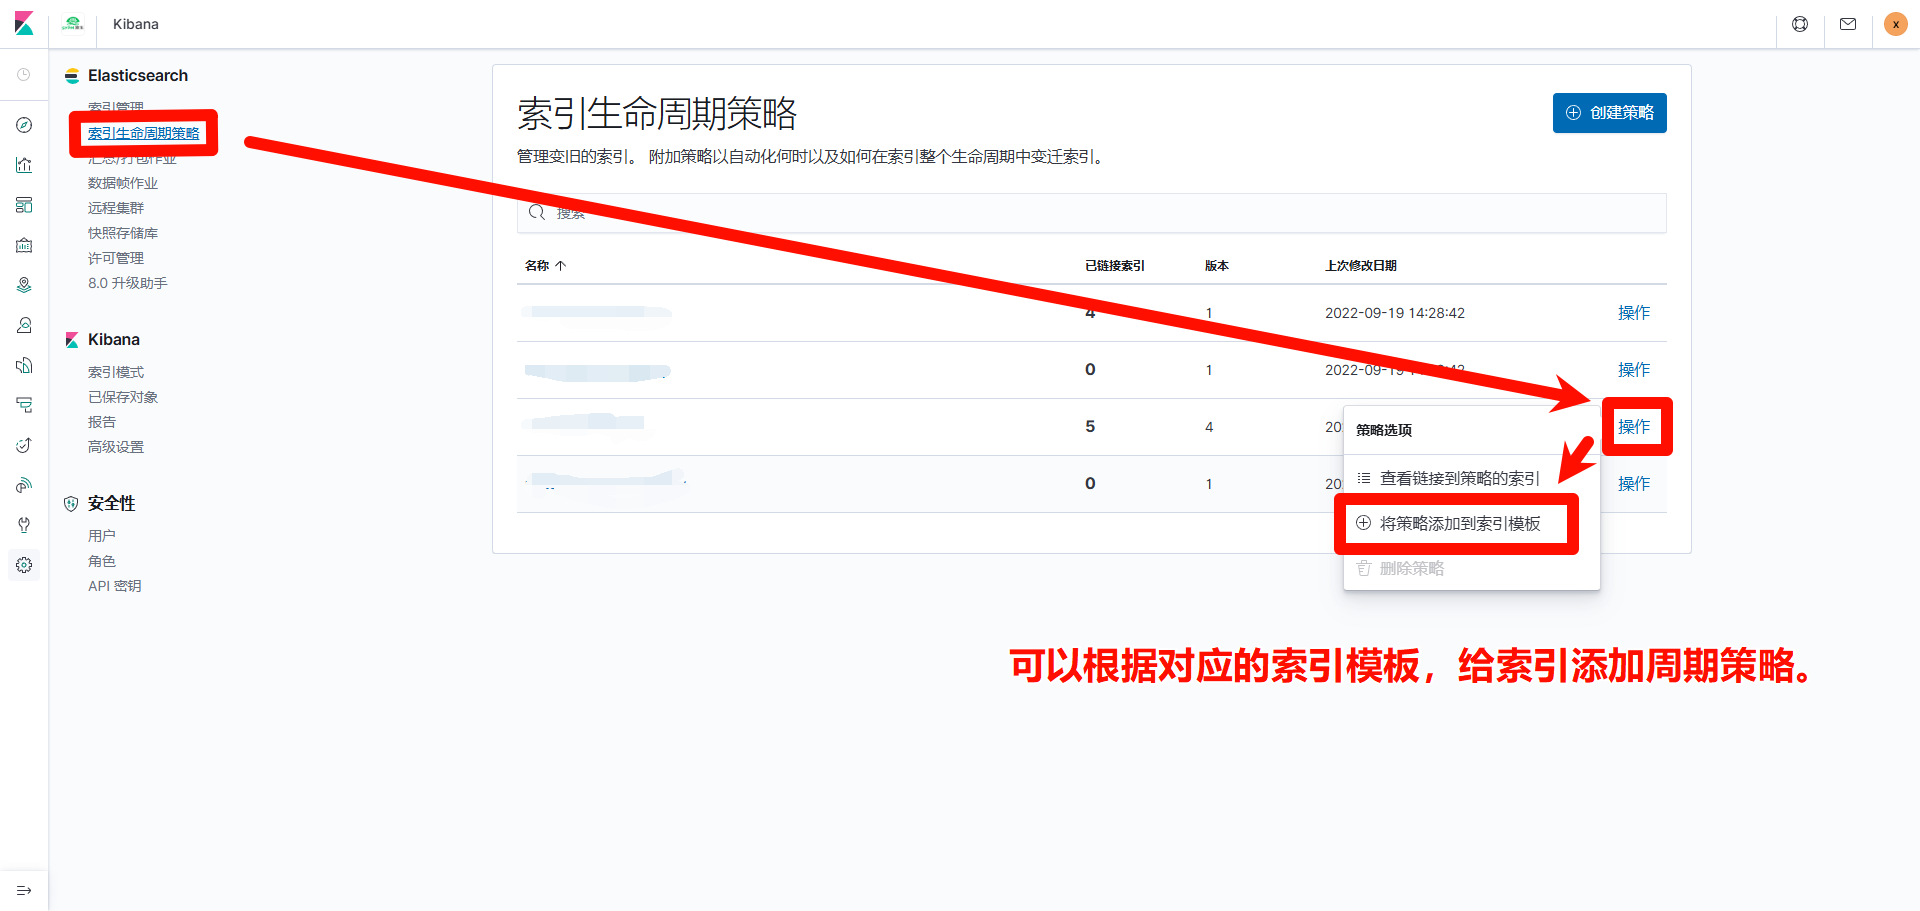 Kibana
x
Elasticsearch
索引管理
索引生命周期策略
汇总/打包作业
数据帧作业
远程集群
快照存储库
许可管理
8.0 升级助手
Kibana
索引模式
已保存对象
报告
高级设置
安全性
用户
角色
API 密钥
索引生命周期策略
创建策略
管理变旧的索引。 附加策略以自动化何时以及如何在索引整个生命周期中变迁索引。
搜索
名称 已链接索引 版本 上次修改日期
4 1 2022-09-19 14:28:42 操作
0 1 2022-09-19 14:28:42 操作
5 4 20 操作
0 1 20 操作
策略选项
查看链接到策略的索引
将策略添加到索引模板
删除策略
可以根据对应的索引模板，给索引添加周期策略。